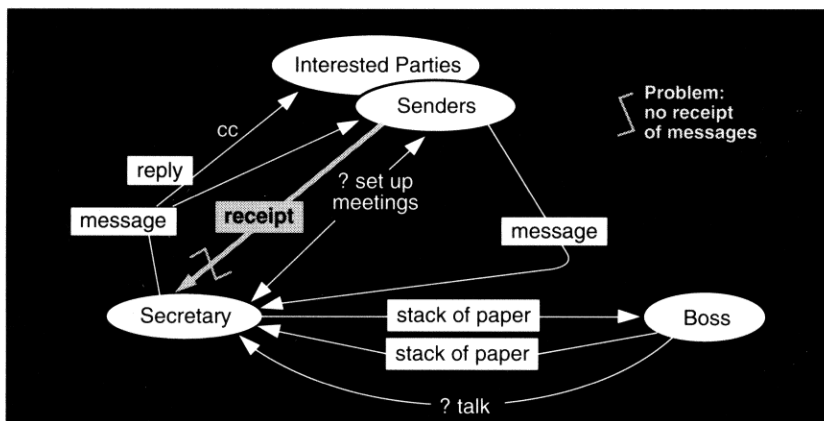 Interested Parties
Senders
Problem:
no receipt
of messages
cc
reply
? set up
meetings
message
receipt
message
Secretary
stack of paper
Boss
stack of paper
? talk